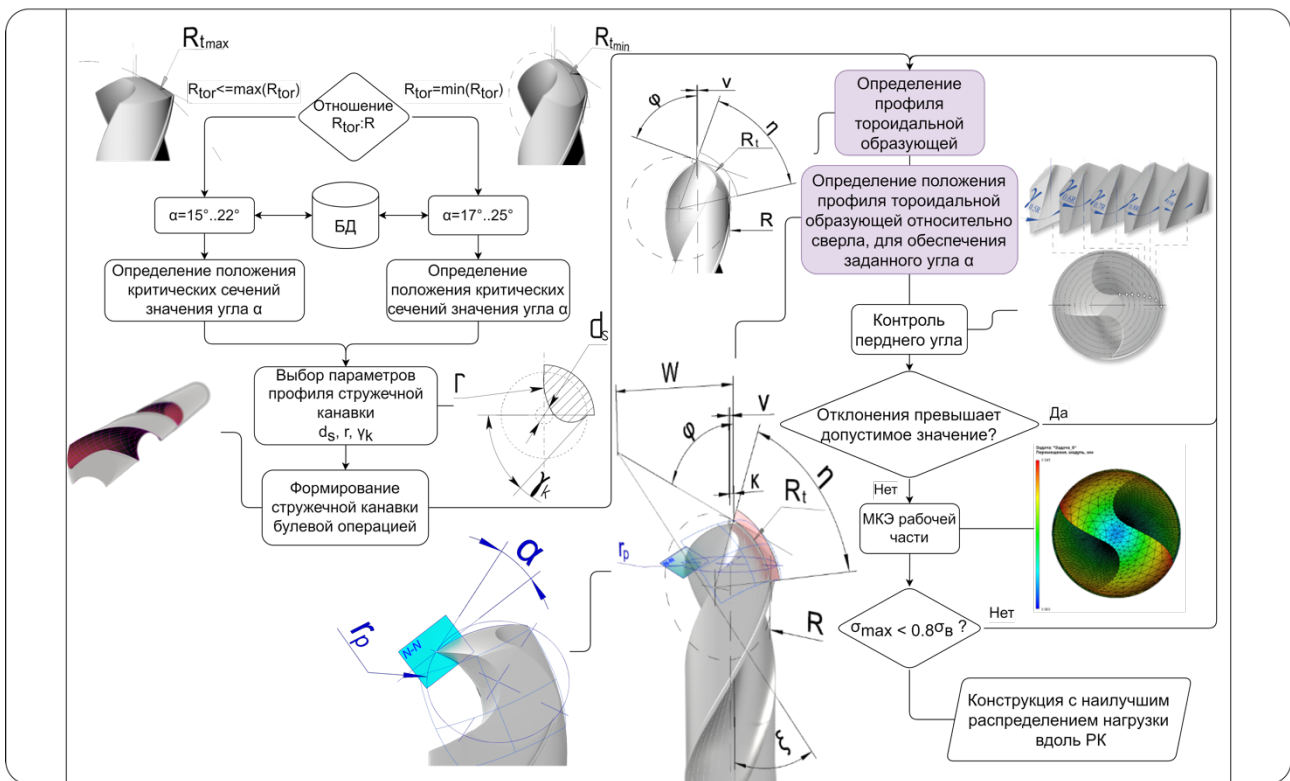 R tmax
R tmin
Rtor<=max(Rtor)
Rtor=min(Rtor)
Отношение
Rtor:R
α=15°..22°
БД
α=17°..25°
Определение положения
критических сечений
значения угла α
Определение
положения критических
сечений значения угла α
Выбор параметров
профиля стружечной
канавки
ds, r, γk
Формирование
стружечной канавки
булевой операцией
ds
r
γk
α
rp
N-N
φ
v
η
Rt
R
W
φ
v
κ
η
Rt
rp
R
ξ
Определение
профиля
тороидальной
образующей
Определение положения
профиля тороидальной
образующей относительно
сверла, для обеспечения
заданного угла α
Контроль
перднего угла
Отклонения превышает
допустимое значение?
Да
Нет
МКЭ рабочей
части
σmax < 0.8σв ?
Нет
Конструкция с наилучшим
распределением нагрузки
вдоль РК